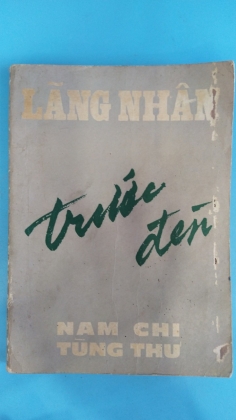 LÃNG NHÂN
trước
đèn
NAM CHI
TÙNG THƯ